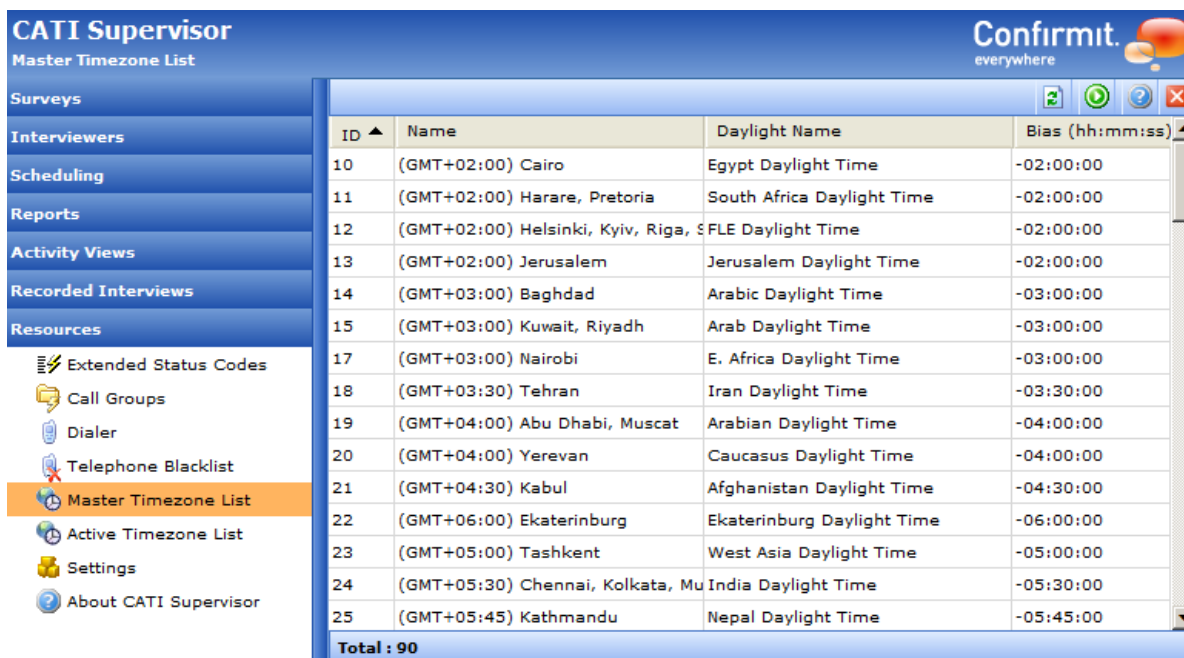 CATI Supervisor
Master Timezone List
Confirmit.
everywhere
Surveys
Interviewers
Scheduling
Reports
Activity Views
Recorded Interviews
Resources
Extended Status Codes
Call Groups
Dialer
Telephone Blacklist
Master Timezone List
Active Timezone List
Settings
About CATI Supervisor
ID Name Daylight Name Bias (hh:mm:ss)
10 (GMT+02:00) Cairo Egypt Daylight Time -02:00:00
11 (GMT+02:00) Harare, Pretoria South Africa Daylight Time -02:00:00
12 (GMT+02:00) Helsinki, Kyiv, Riga, FLE Daylight Time -02:00:00
13 (GMT+02:00) Jerusalem Jerusalem Daylight Time -02:00:00
14 (GMT+03:00) Baghdad Arabic Daylight Time -03:00:00
15 (GMT+03:00) Kuwait, Riyadh Arab Daylight Time -03:00:00
17 (GMT+03:00) Nairobi E. Africa Daylight Time -03:00:00
18 (GMT+03:30) Tehran Iran Daylight Time -03:30:00
19 (GMT+04:00) Abu Dhabi, Muscat Arabian Daylight Time -04:00:00
20 (GMT+04:00) Yerevan Caucasus Daylight Time -04:00:00
21 (GMT+04:30) Kabul Afghanistan Daylight Time -04:30:00
22 (GMT+06:00) Ekaterinburg Ekaterinburg Daylight Time -06:00:00
23 (GMT+05:00) Tashkent West Asia Daylight Time -05:00:00
24 (GMT+05:30) Chennai, Kolkata, Mu India Daylight Time -05:30:00
25 (GMT+05:45) Kathmandu Nepal Daylight Time -05:45:00
Total : 90